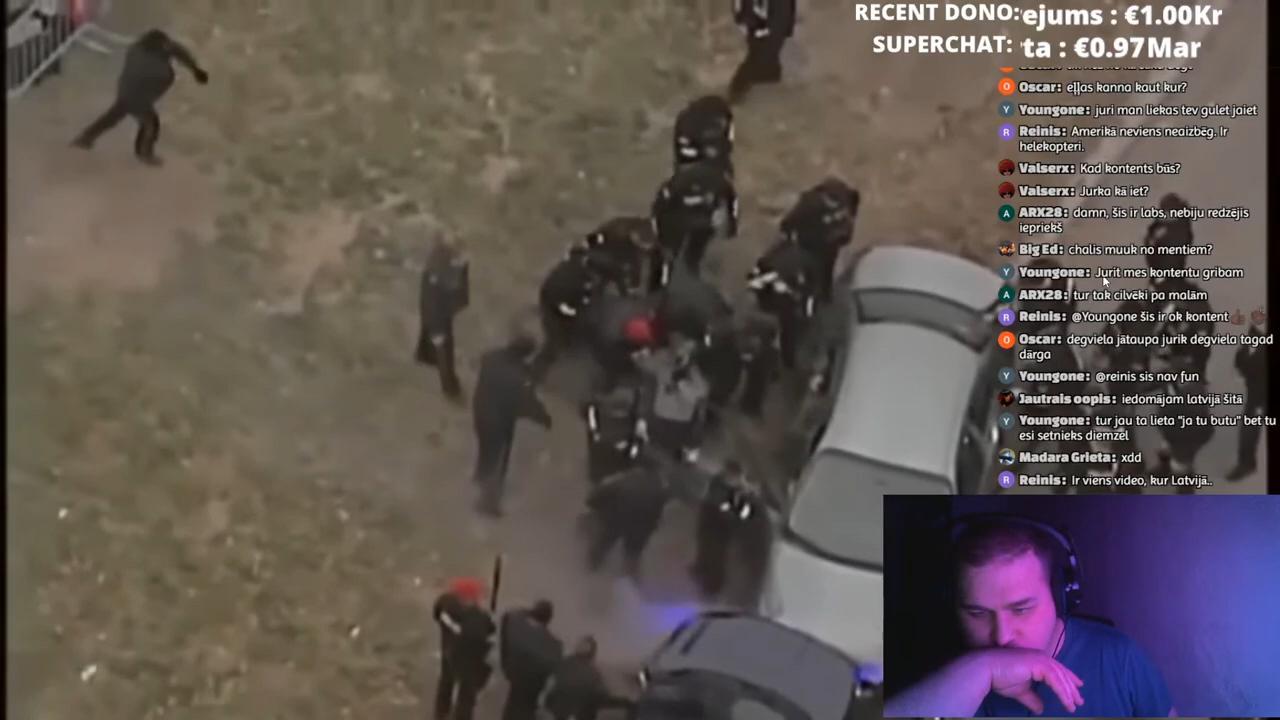 RECENT DONO: ejums : €1.00Kr
SUPERCHAT: ta : €0.97Mar
O Oscar: eļļas kanna kaut kur?
Y Youngone: juri man liekas tev gulet jaiet
R Reinis: Amerikā neviens neaizbēg. Ir
helekopteri.
Valserx: Kad kontents būs?
Valserx: Jurka kā iet?
A ARX28: damn, šis ir labs, nebiju redzējis
iepriekš
Big Ed: chalis muuk no mentiem?
Y Youngone: Jurit mes kontentu gribam
A ARX28: tur tak cilvēki pa malām
R Reinis: @Youngone šis ir ok kontent
O Oscar: degviela jātaupa jurik degviela tagad
dārga
Y Youngone: @reinis sis nav fun
Jautrais oopis: iedomājam latvijā šitā
Y Youngone: tur jau ta lieta "ja tu butu" bet tu
esi setnieks diemzel
Madara Grieta: xdd
R Reinis: Ir viens video, kur Latvijā..